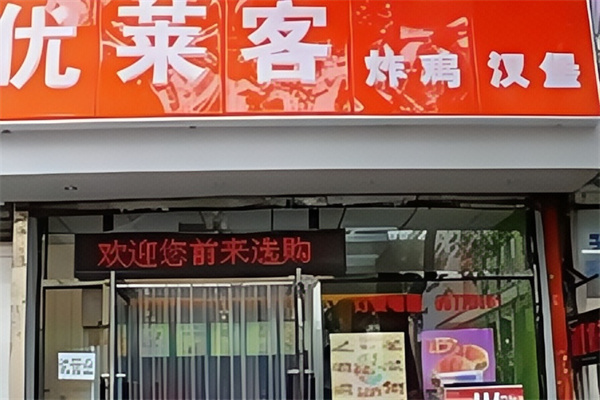 优莱客 炸鸡 汉堡
欢迎您前来选购